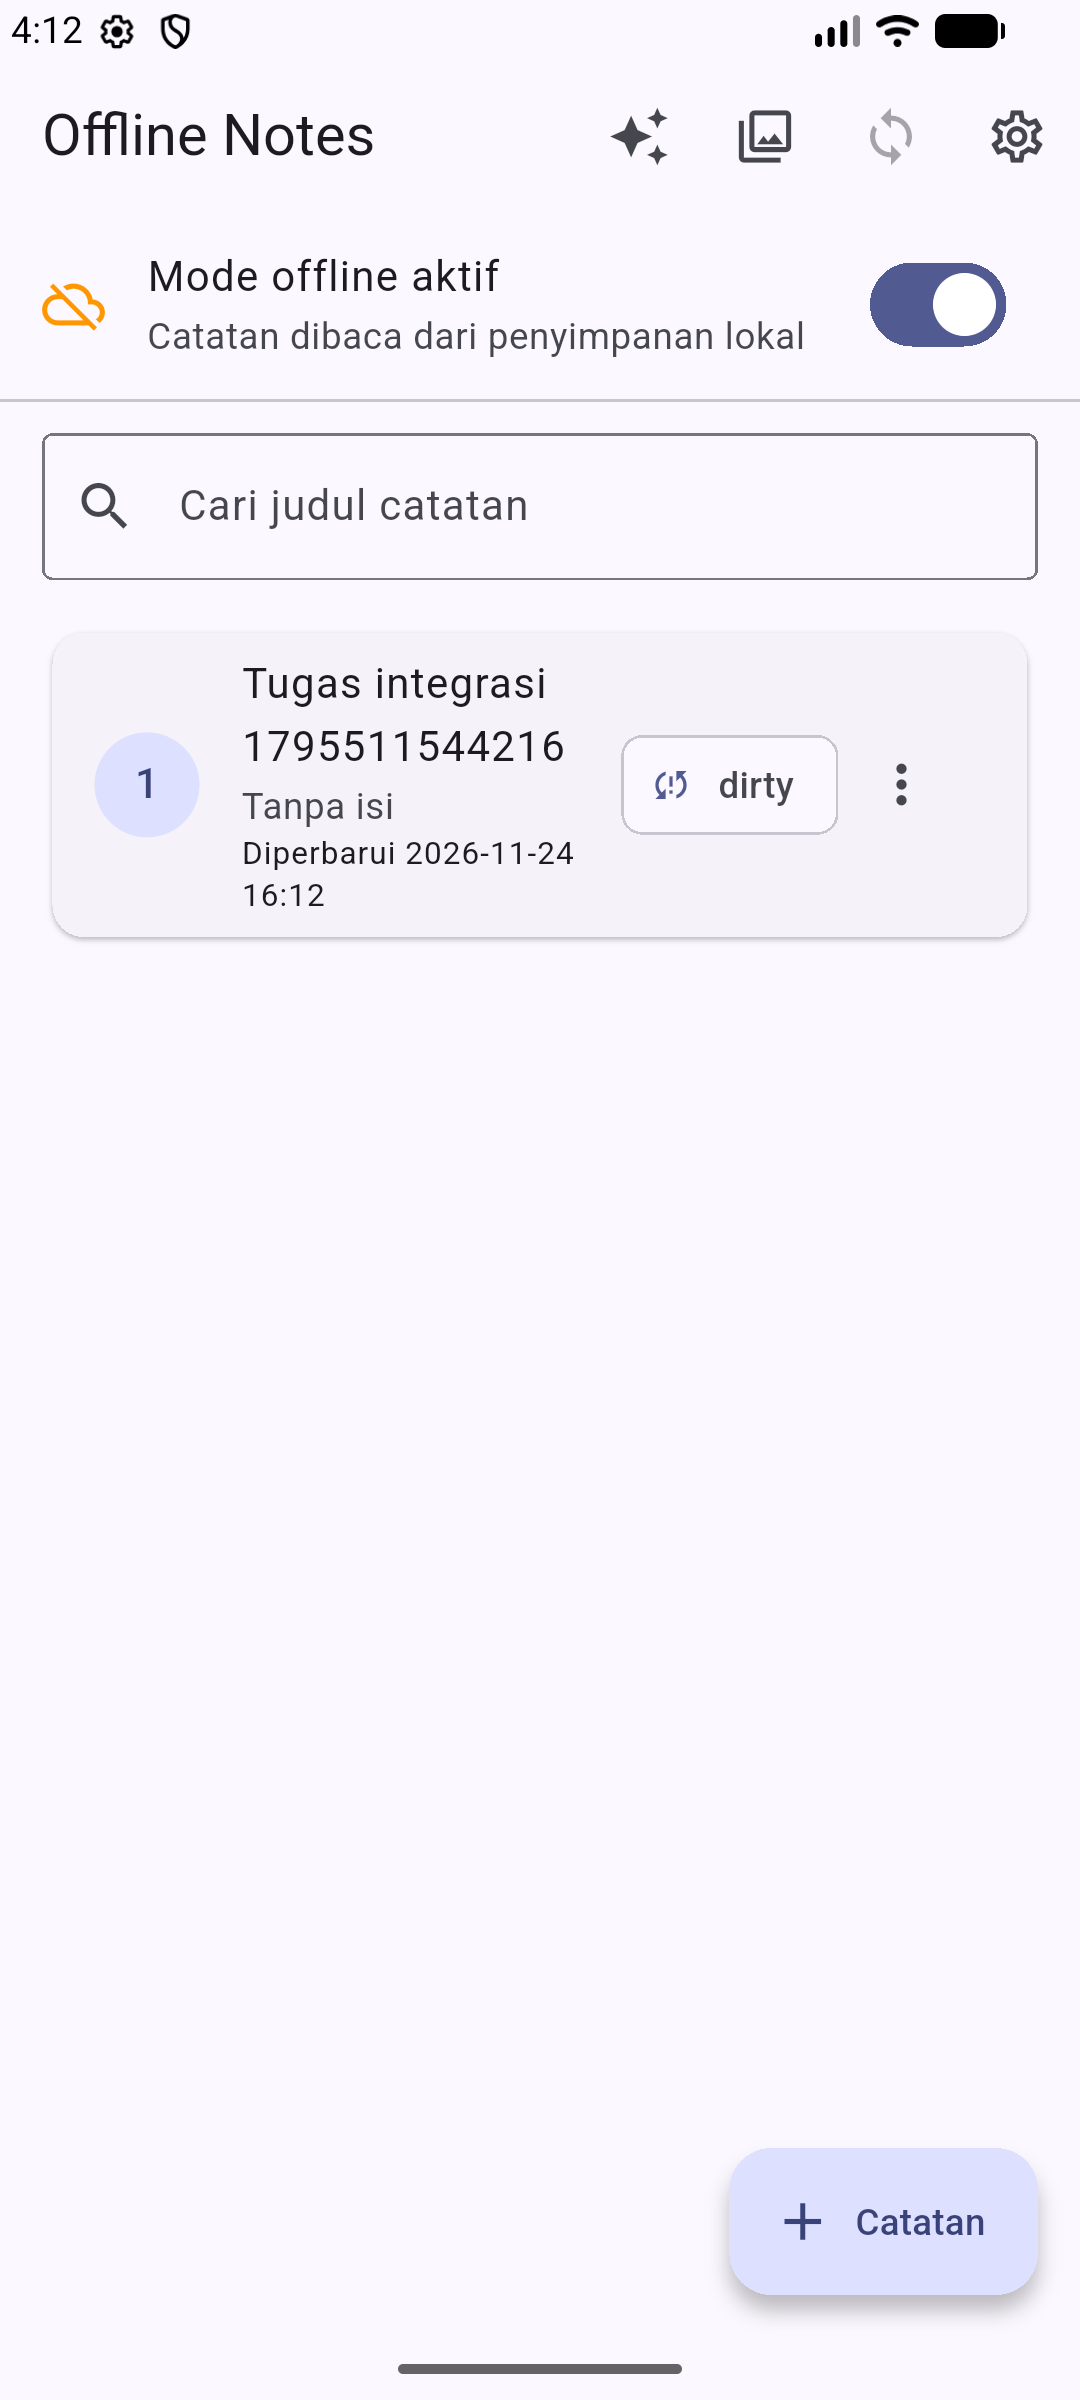 4:12
Offline Notes
Mode offline aktif
Catatan dibaca dari penyimpanan lokal
Cari judul catatan
1
Tugas integrasi
1795511544216
Tanpa isi
Diperbarui 2026-11-24
16:12
dirty
Catatan